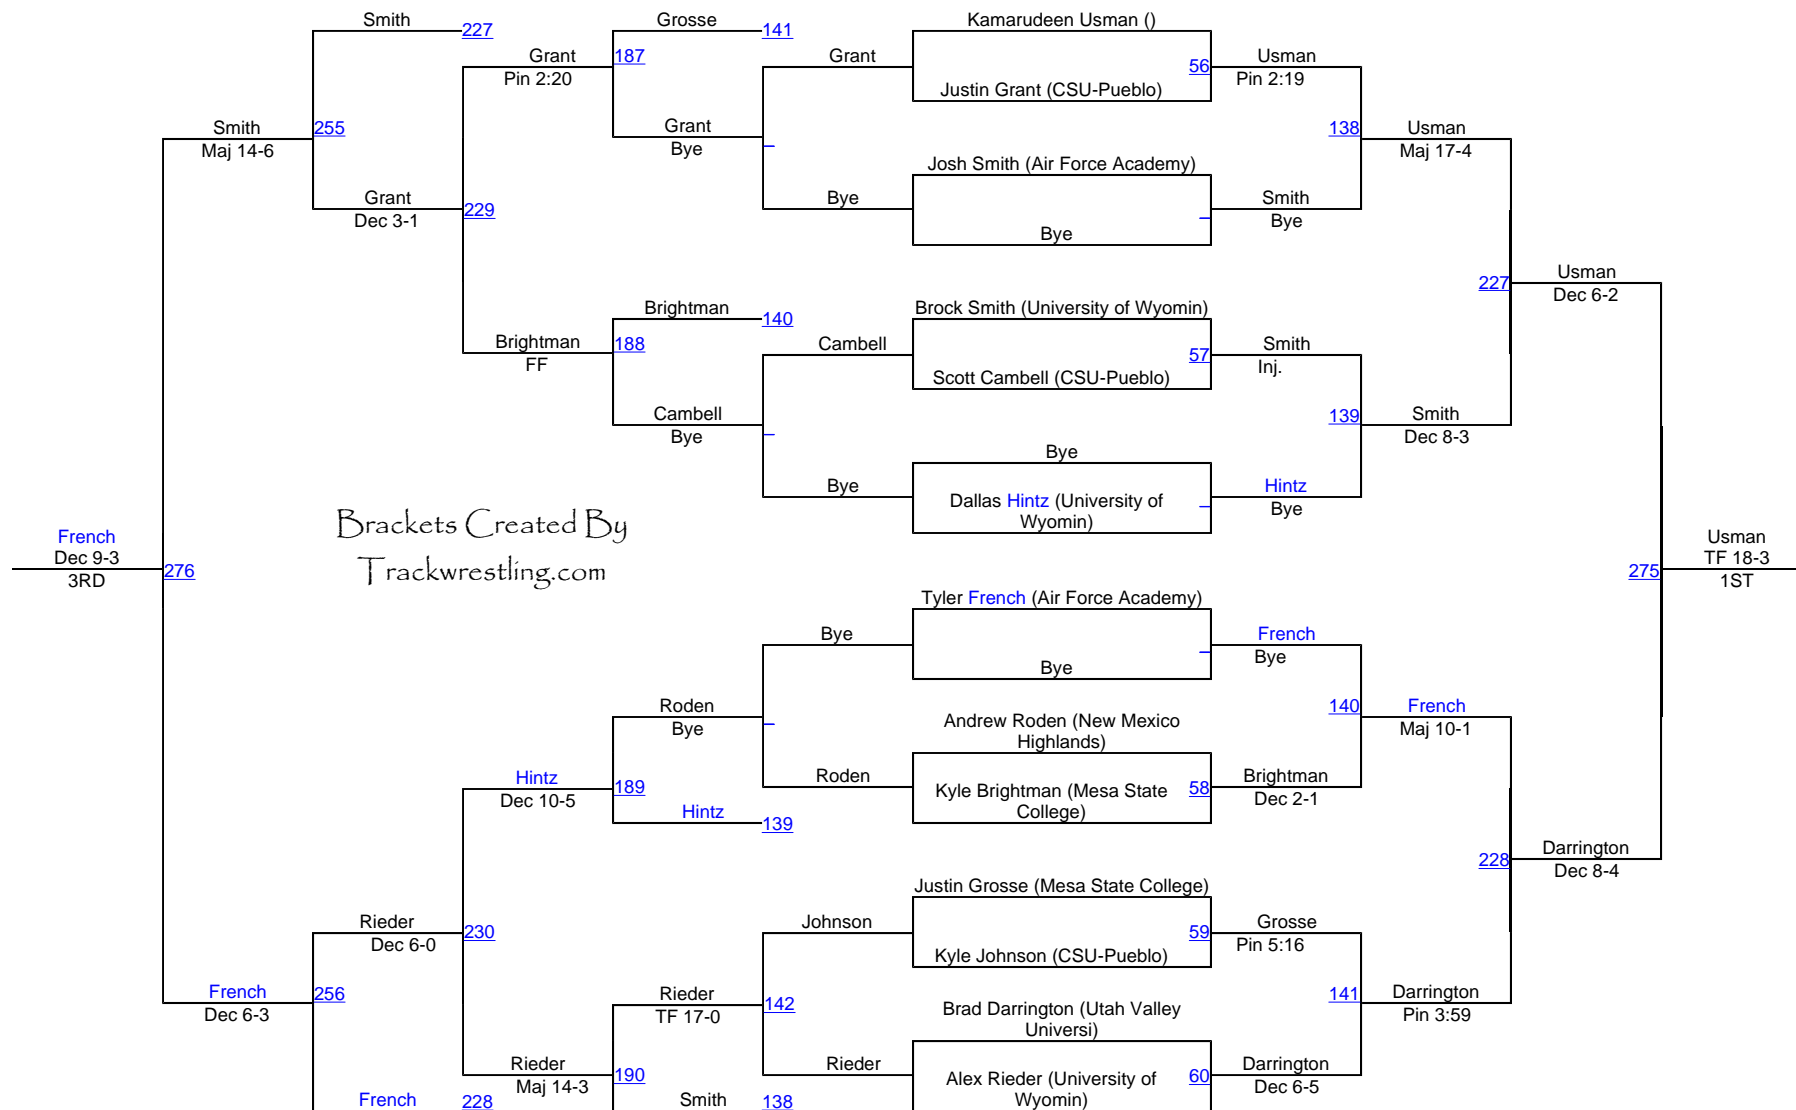 Smith
227
Grosse
141
Kamarudeen Usman ()
Grant
Pin 2:20
187
Grant
56
Usman
Pin 2:19
Justin Grant (CSU-Pueblo)
Smith
Maj 14-6
255
Grant
Bye
138
Usman
Maj 17-4
Josh Smith (Air Force Academy)
Grant
Dec 3-1
229
Bye
Smith
Bye
Bye
227
Usman
Dec 6-2
Brightman
140
Brock Smith (University of Wyomin)
Brightman
FF
188
Cambell
57
Smith
Inj.
Scott Cambell (CSU-Pueblo)
Cambell
Bye
139
Smith
Dec 8-3
Bye
Bye
Dallas Hintz (University of
Wyomin)
Hintz
Bye
Brackets Created By
Trackwrestling.com
French
Dec 9-3
3RD
276
275
Usman
TF 18-3
1ST
Tyler French (Air Force Academy)
Bye
French
Bye
Bye
Roden
Bye
Andrew Roden (New Mexico
Highlands)
140
French
Maj 10-1
Hintz
Dec 10-5
189
Roden
Kyle Brightman (Mesa State
College)
58
Brightman
Dec 2-1
Hintz
139
228
Darrington
Dec 8-4
Justin Grosse (Mesa State College)
Rieder
Dec 6-0
230
Johnson
59
Grosse
Pin 5:16
Kyle Johnson (CSU-Pueblo)
French
Dec 6-3
256
Rieder
TF 17-0
142
Brad Darrington (Utah Valley
Universi)
141
Darrington
Pin 3:59
Rieder
Maj 14-3
190
Rieder
Alex Rieder (University of
Wyomin)
60
Darrington
Dec 6-5
French
228
Smith
138